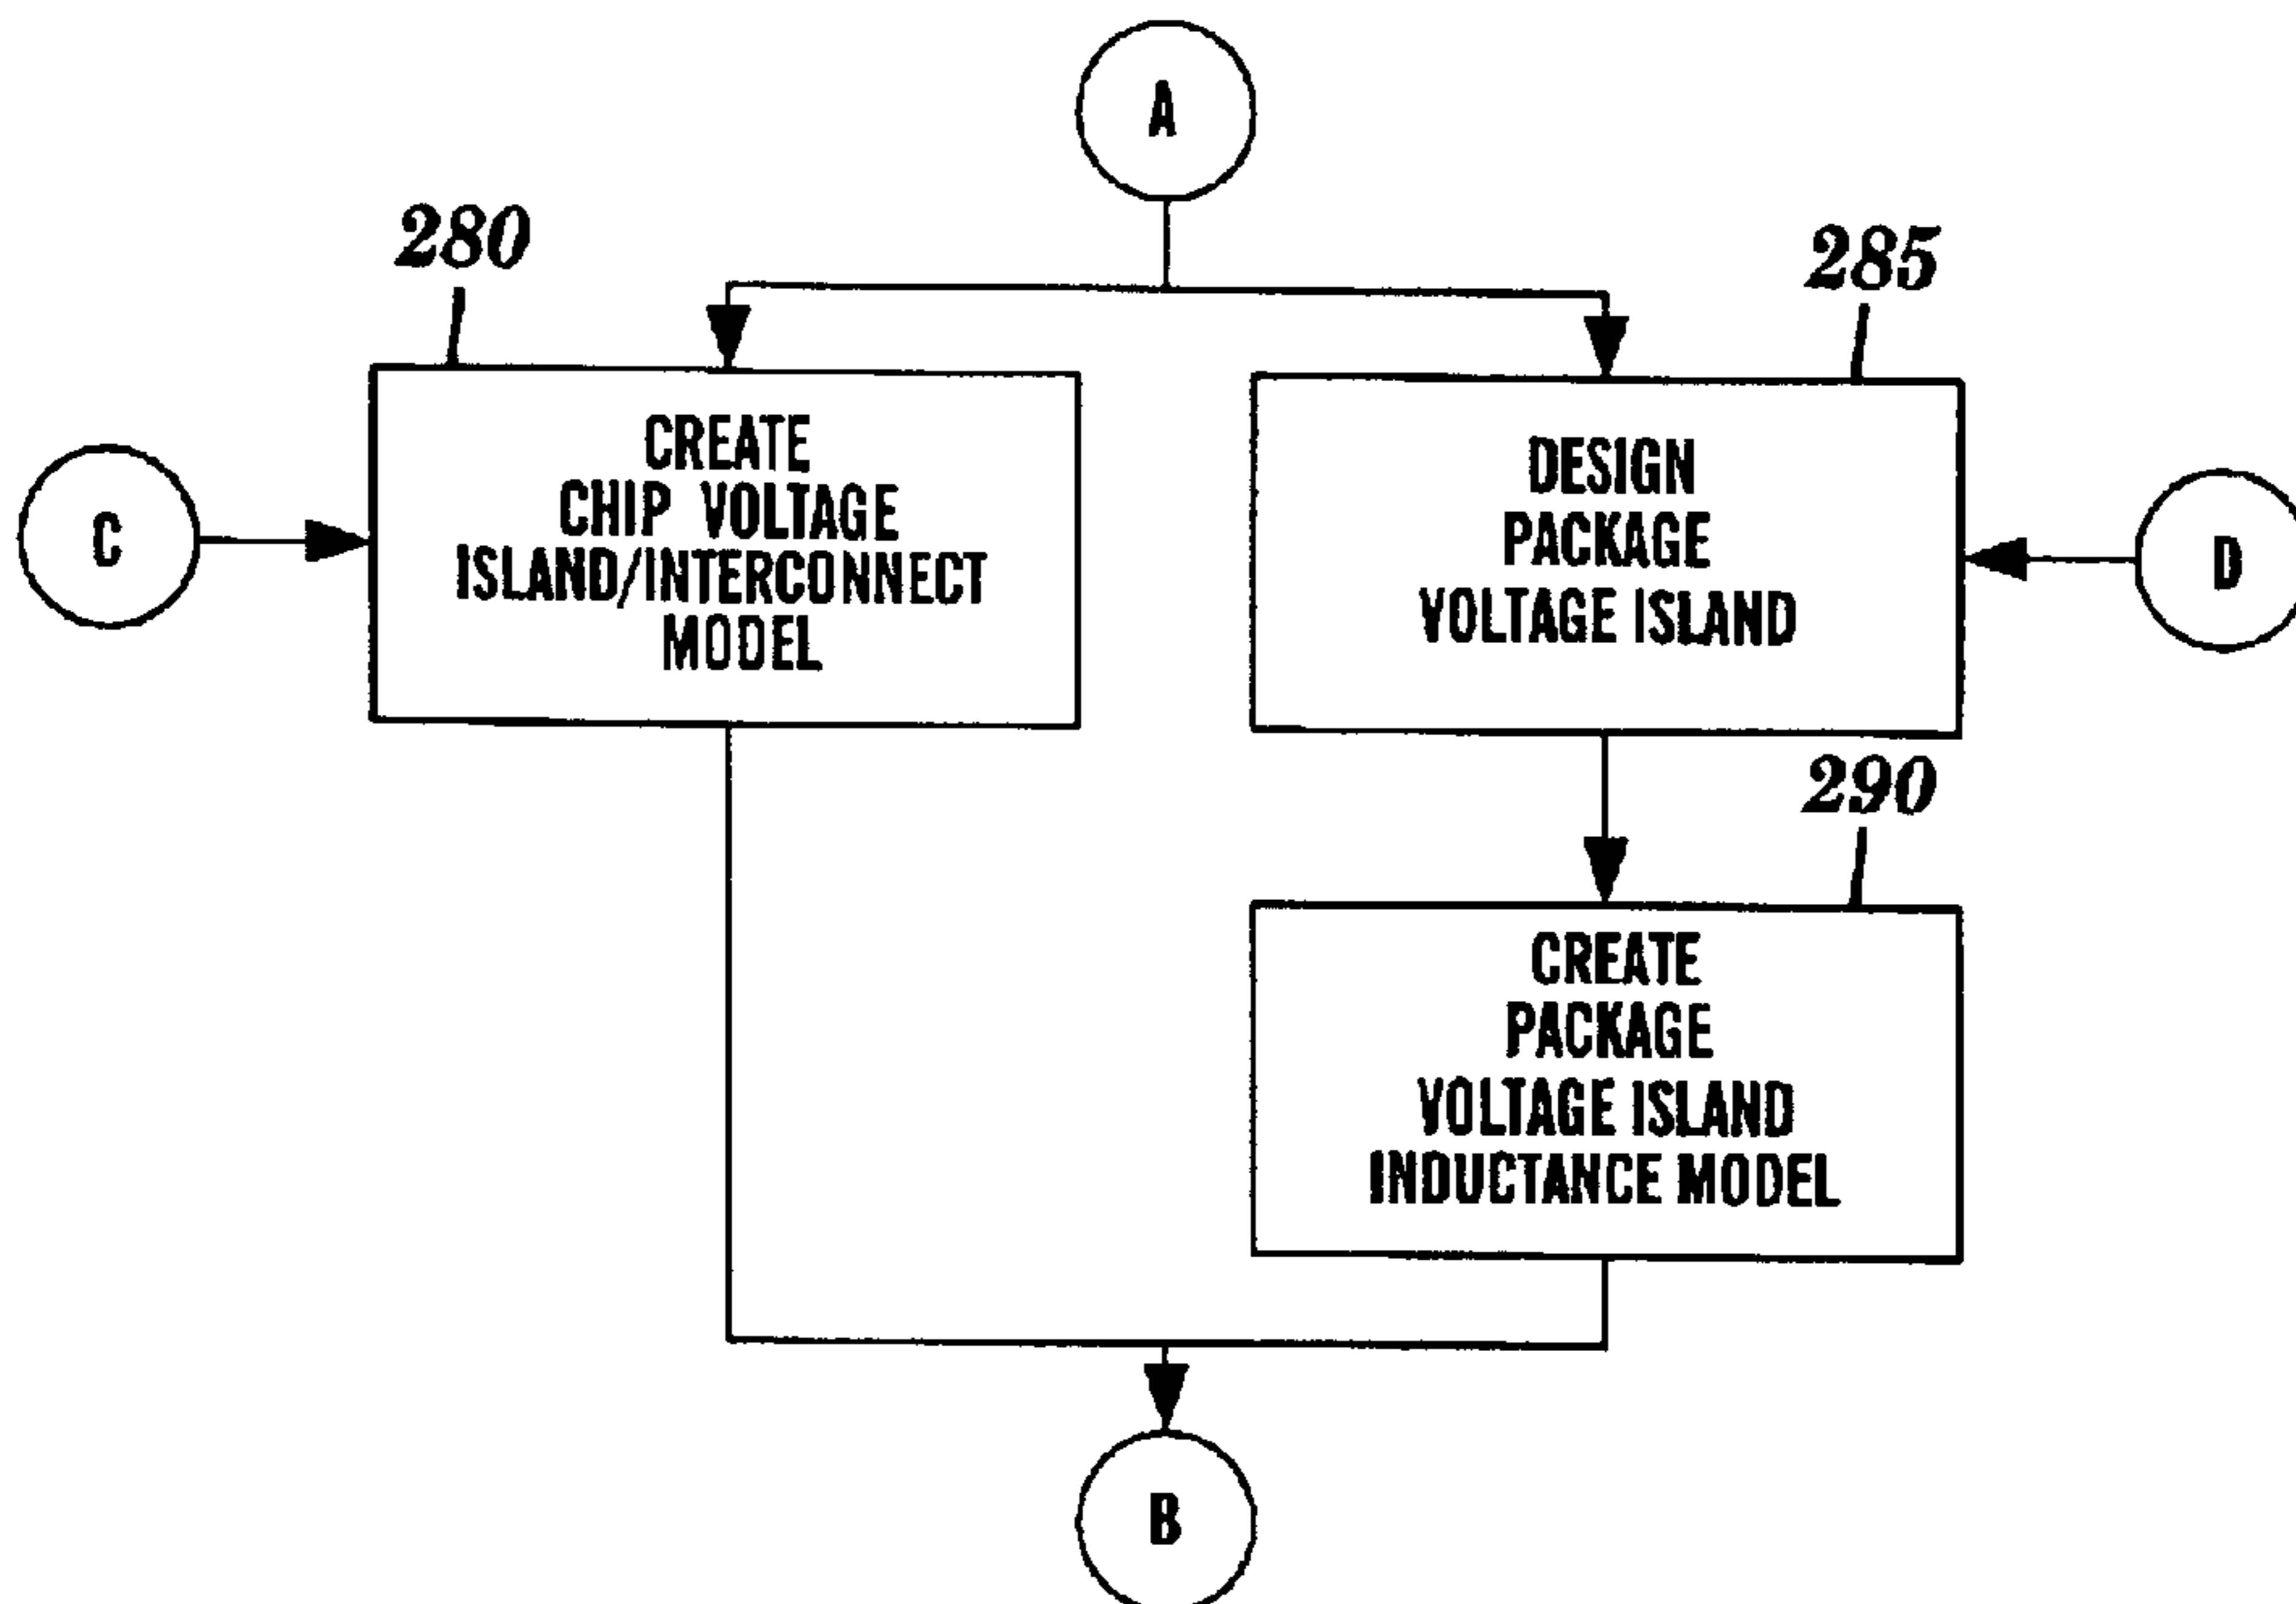 A
280
285
CREATE
CHIP VOLTAGE
ISLAND/INTERCONNECT
MODEL
DESIGN
PACKAGE
VOLTAGE ISLAND
C
D
290
CREATE
PACKAGE
VOLTAGE ISLAND
INDUCTANCE MODEL
B